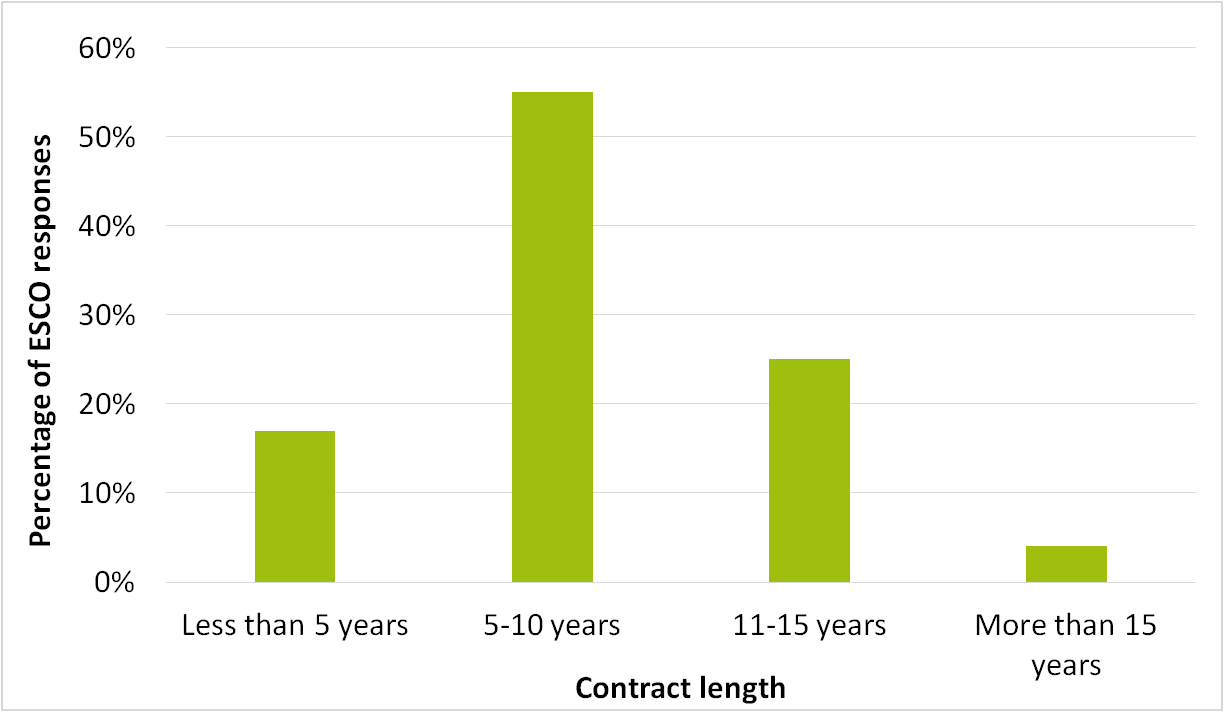 60%
50%
40%
30%
20%
10%
0%
Percentage of ESCO responses
Less than 5 years
5-10 years
11-15 years
More than 15
years
Contract length